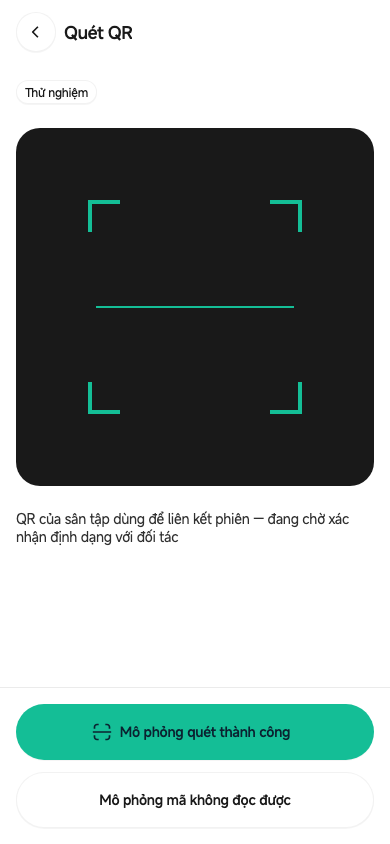 Quét QR
Thử nghiệm
QR của sân tập dùng để liên kết phiên — đang chờ xác
nhận định dạng với đối tác
Mô phỏng quét thành công
Mô phỏng mã không đọc được